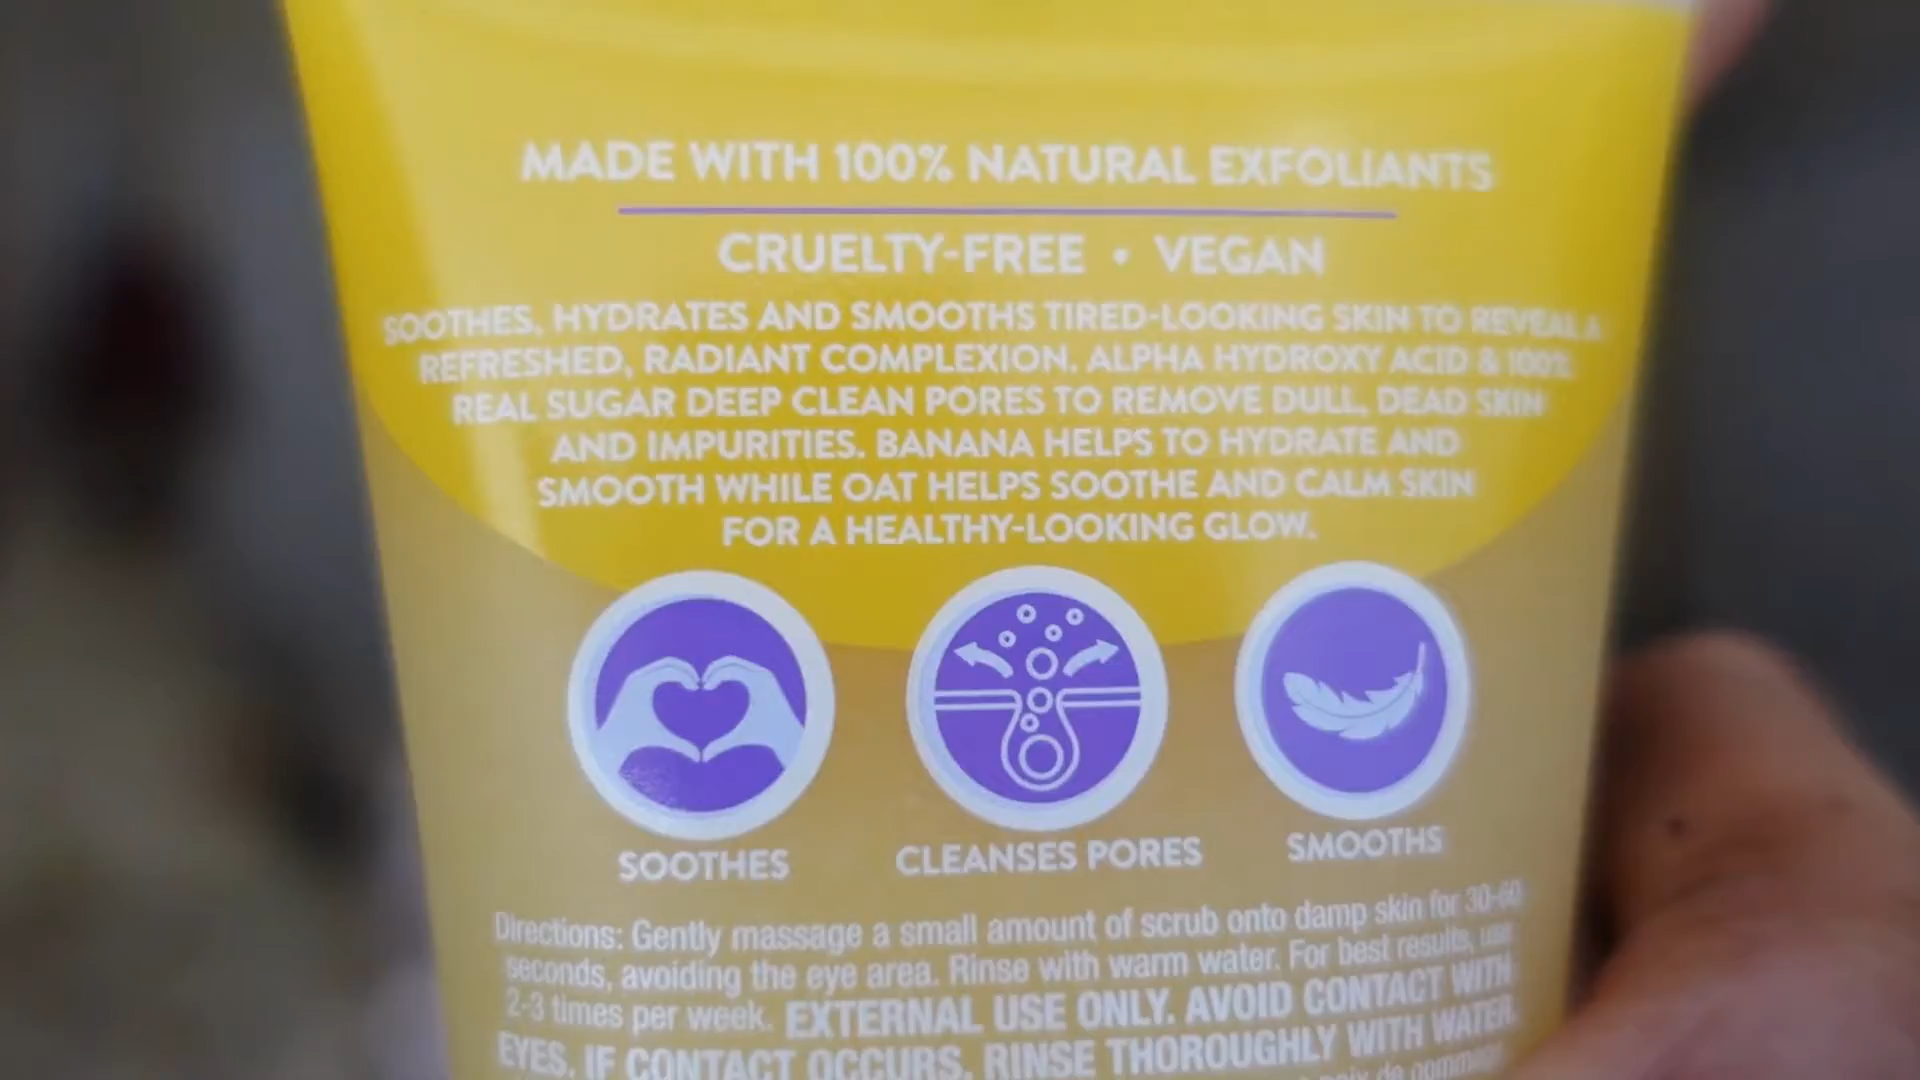 MADE WITH 100% NATURAL EXFOLIANTS
CRUELTY-FREE • VEGAN
SOOTHES, HYDRATES AND SMOOTHS TIRED-LOOKING SKIN TO REVEAL A
REFRESHED, RADIANT COMPLEXION. ALPHA HYDROXY ACID & 100%
REAL SUGAR DEEP CLEAN PORES TO REMOVE DULL, DEAD SKIN
AND IMPURITIES. BANANA HELPS TO HYDRATE AND
SMOOTH WHILE OAT HELPS SOOTHE AND CALM SKIN
FOR A HEALTHY-LOOKING GLOW.
SOOTHES
CLEANSES PORES
SMOOTHS
Directions: Gently massage a small amount of scrub onto damp skin for 30-60
seconds, avoiding the eye area. Rinse with warm water. For best results, use
2-3 times per week. EXTERNAL USE ONLY. AVOID CONTACT WITH
EYES. IF CONTACT OCCURS, RINSE THOROUGHLY WITH WATER.